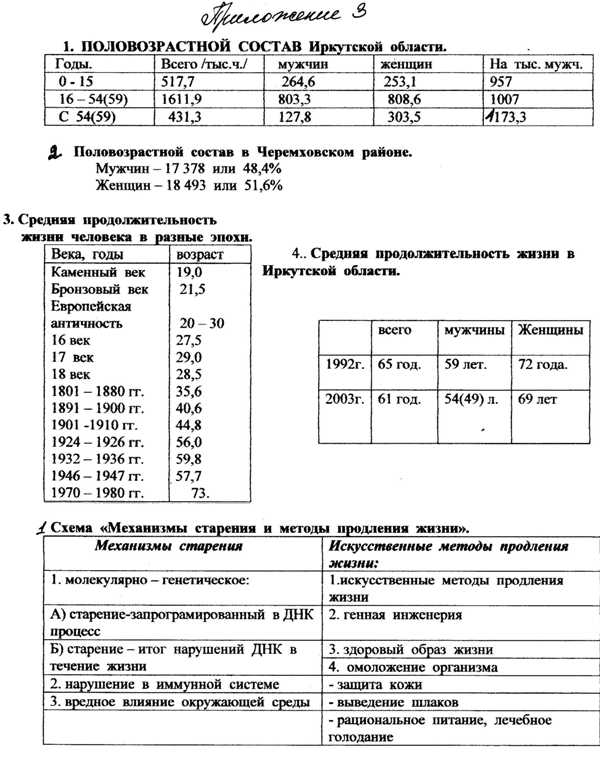 Приложение 3
1. ПОЛОВОЗРАСТНОЙ СОСТАВ Иркутской области.
Годы. Всего /тыс.ч./ мужчин женщин На тыс. мужч.
0 - 15 517,7 264,6 253,1 957
16 – 54(59) 1611,9 803,3 808,6 1007
С 54(59) 431,3 127,8 303,5 1173,3
2. Половозрастной состав в Черемховском районе.
Мужчин – 17 378 или 48,4%
Женщин – 18 493 или 51,6%
3. Средняя продолжительность
жизни человека в разные эпохи.
Века, годы возраст
Каменный век 19,0
Бронзовый век 21,5
Европейская
античность 20 – 30
16 век 27,5
17 век 29,0
18 век 28,5
1801 – 1880 гг. 35,6
1891 – 1900 гг. 40,6
1901 -1910 гг. 44,8
1924 – 1926 гг. 56,0
1932 – 1936 гг. 59,8
1946 – 1947 гг. 57,7
1970 – 1980 гг. 73.
4.. Средняя продолжительность жизни в
Иркутской области.
всего мужчины Женщины
1992г. 65 год. 59 лет. 72 года.
2003г. 61 год. 54(49) л. 69 лет
1 Схема «Механизмы старения и методы продления жизни».
Механизмы старения Искусственные методы продления
жизни:
1. молекулярно – генетическое: 1.искусственные методы продления
жизни
А) старение-запрограмированный в ДНК 2. генная инженерия
процесс
Б) старение – итог нарушений ДНК в 3. здоровый образ жизни
течение жизни 4. омоложение организма
2. нарушение в иммунной системе - защита кожи
3. вредное влияние окружающей среды - выведение шлаков
- рациональное питание, лечебное
голодание